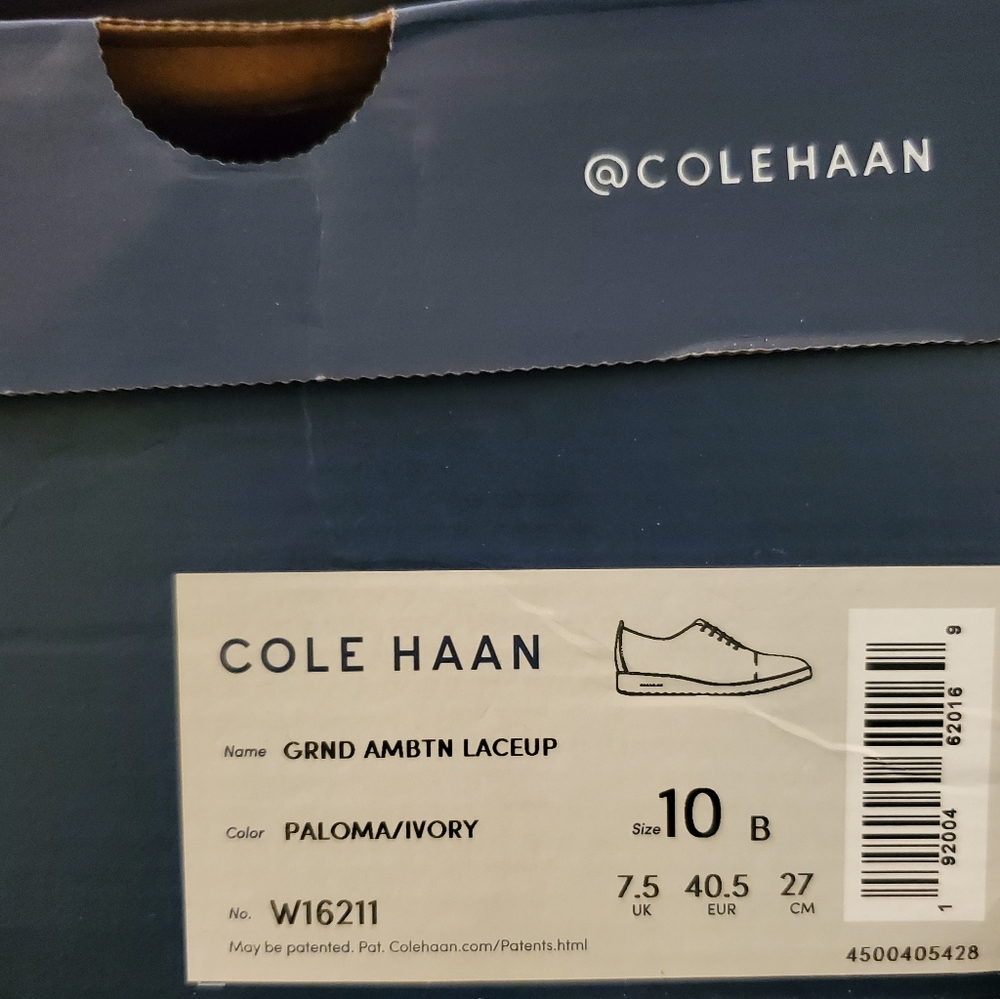 @COLEHAAN
COLE HAAN
Name GRND AMBTN LACEUP
Color PALOMA/IVORY
Size 10 B
7.5 40.5 27
UK EUR CM
No. W16211
May be patented. Pat. Colehaan.com/Patents.html
1 92004 62016 9
4500405428